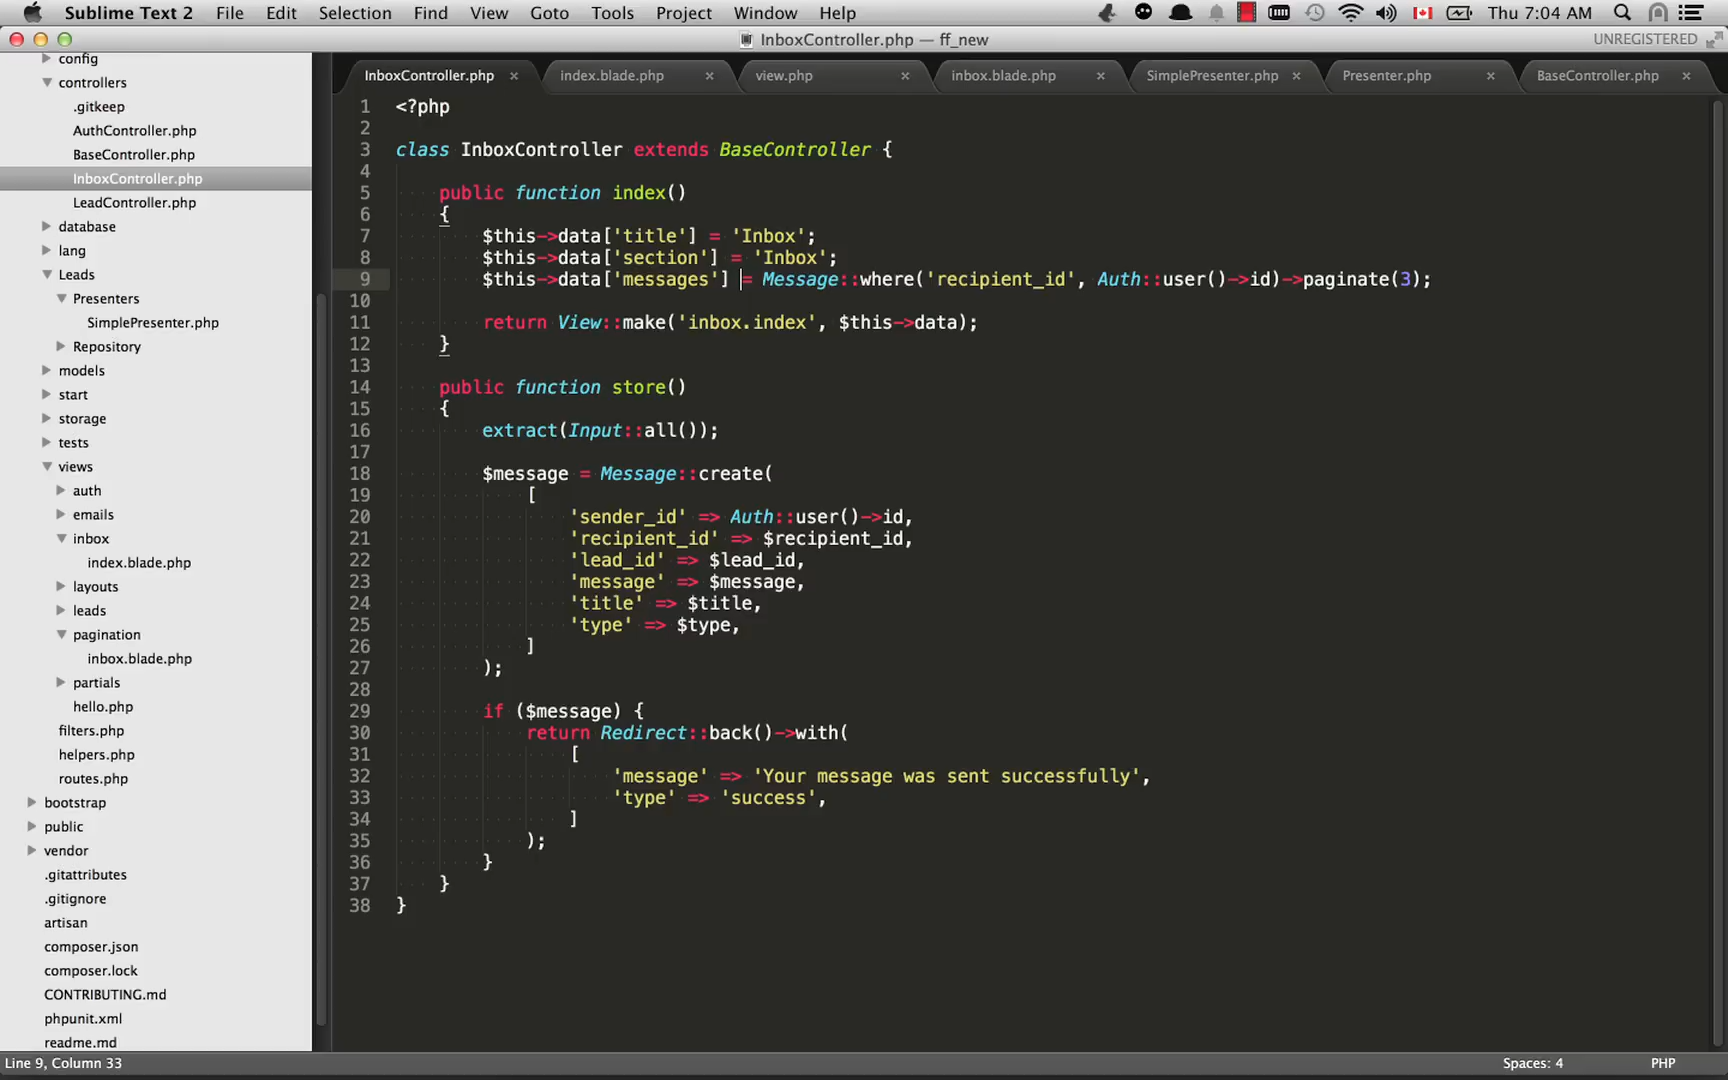 Sublime Text 2 File Edit Selection Find View Goto Tools Project Window Help Thu 7:04 AM
InboxController.php — ff_new UNREGISTERED
InboxController.php × index.blade.php × view.php × inbox.blade.php × SimplePresenter.php × Presenter.php × BaseController.php ×
config
controllers
.gitkeep
AuthController.php
BaseController.php
InboxController.php
LeadController.php
database
lang
Leads
Presenters
SimplePresenter.php
Repository
models
start
storage
tests
views
auth
emails
inbox
index.blade.php
layouts
leads
pagination
inbox.blade.php
partials
hello.php
filters.php
helpers.php
routes.php
bootstrap
public
vendor
.gitattributes
.gitignore
artisan
composer.json
composer.lock
CONTRIBUTING.md
phpunit.xml
readme.md
1 <?php
2
3 class InboxController extends BaseController {
4
5 public function index()
6 {
7 $this->data['title'] = 'Inbox';
8 $this->data['section'] = 'Inbox';
9 $this->data['messages'] = Message::where('recipient_id', Auth::user()->id)->paginate(3);
10
11 return View::make('inbox.index', $this->data);
12 }
13
14 public function store()
15 {
16 extract(Input::all());
17
18 $message = Message::create(
19 [
20 'sender_id' => Auth::user()->id,
21 'recipient_id' => $recipient_id,
22 'lead_id' => $lead_id,
23 'message' => $message,
24 'title' => $title,
25 'type' => $type,
26 ]
27 );
28
29 if ($message) {
30 return Redirect::back()->with(
31 [
32 'message' => 'Your message was sent successfully',
33 'type' => 'success',
34 ]
35 );
36 }
37 }
38 }
Line 9, Column 33 Spaces: 4 PHP